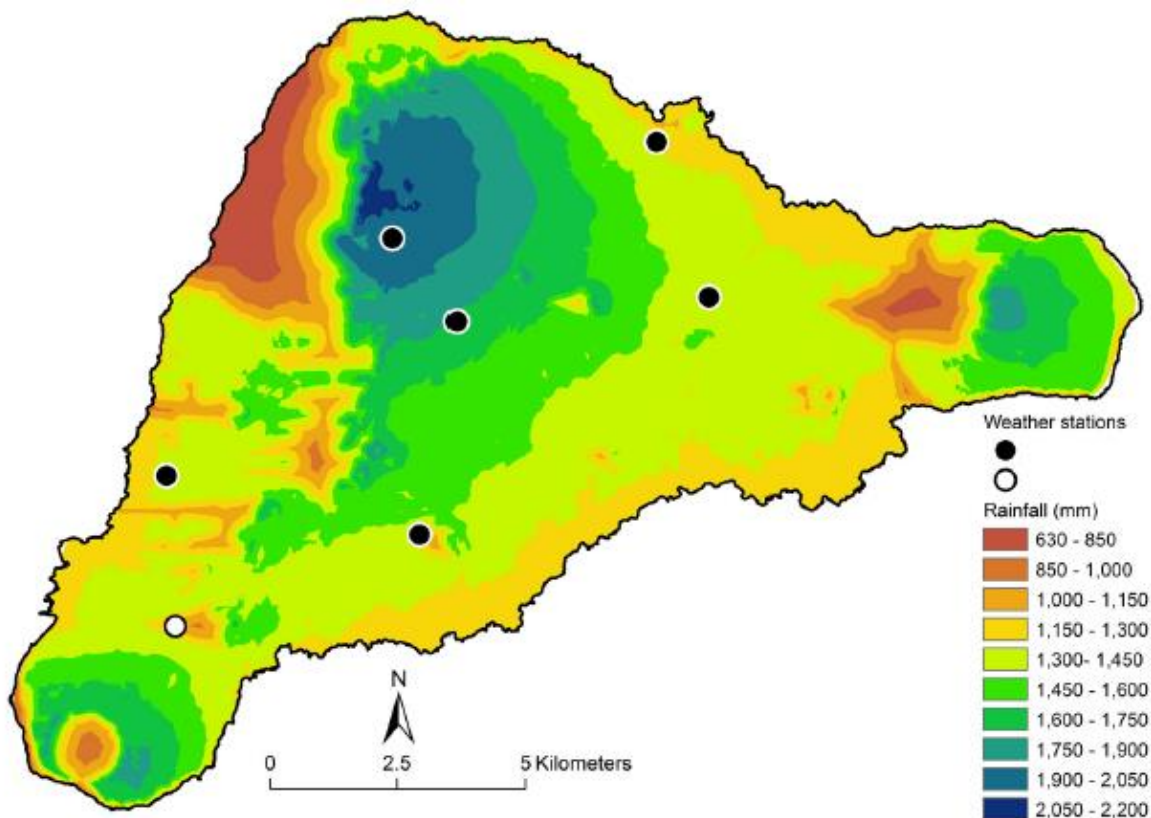 Weather stations
Rainfall (mm)
630 - 850
850 - 1,000
1,000 - 1,150
1,150 - 1,300
1,300- 1,450
1,450 - 1,600
1,600 - 1,750
1,750 - 1,900
1,900 - 2,050
2,050 - 2,200
N
0 2.5 5 Kilometers